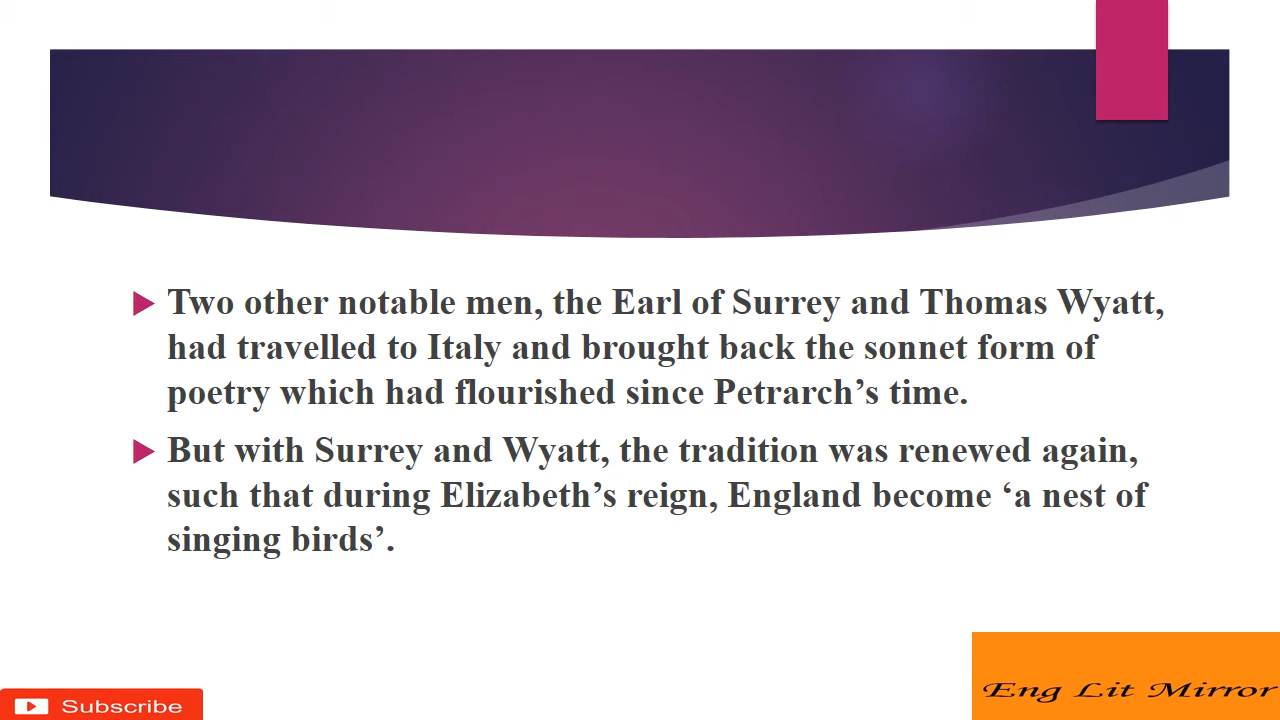 Two other notable men, the Earl of Surrey and Thomas Wyatt,
had travelled to Italy and brought back the sonnet form of
poetry which had flourished since Petrarch’s time.
But with Surrey and Wyatt, the tradition was renewed again,
such that during Elizabeth’s reign, England become ‘a nest of
singing birds’.
Subscribe
Eng Lit Mirror